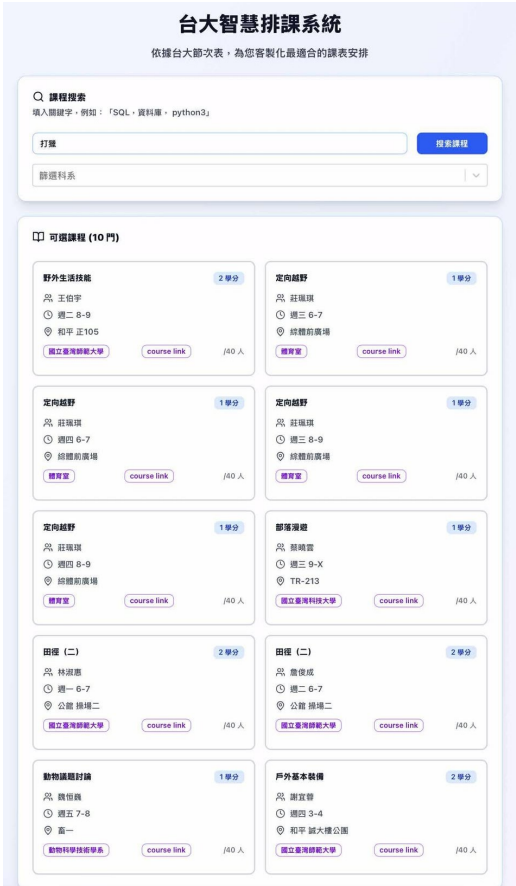 台大智慧排課系統
依據台大節次表，為您客製化最適合的課表安排
課程搜索
填入關鍵字，例如：「SQL，資料庫， python3」
打獵
搜索課程
篩選科系
可選課程 (10 門)
野外生活技能
2 學分
王伯宇
週二 8-9
和平 正105
國立臺灣師範大學
course link
/40 人
定向越野
1 學分
莊珮琪
週三 6-7
綜體前廣場
體育室
course link
/40 人
定向越野
1 學分
莊珮琪
週四 6-7
綜體前廣場
體育室
course link
/40 人
定向越野
1 學分
莊珮琪
週三 8-9
綜體前廣場
體育室
course link
/40 人
定向越野
1 學分
莊珮琪
週四 8-9
綜體前廣場
體育室
course link
/40 人
部落漫遊
1 學分
蔡曉雲
週三 9-X
TR-213
國立臺灣科技大學
course link
/40 人
田徑（二）
2 學分
林淑惠
週一 6-7
公館 操場二
國立臺灣師範大學
course link
/40 人
田徑（二）
2 學分
詹俊成
週二 6-7
公館 操場二
國立臺灣師範大學
course link
/40 人
動物議題討論
1 學分
魏恒巍
週五 7-8
畜一
動物科學技術學系
course link
/40 人
戶外基本裝備
2 學分
謝宜蓉
週四 3-4
和平 誠大樓公園
國立臺灣師範大學
course link
/40 人